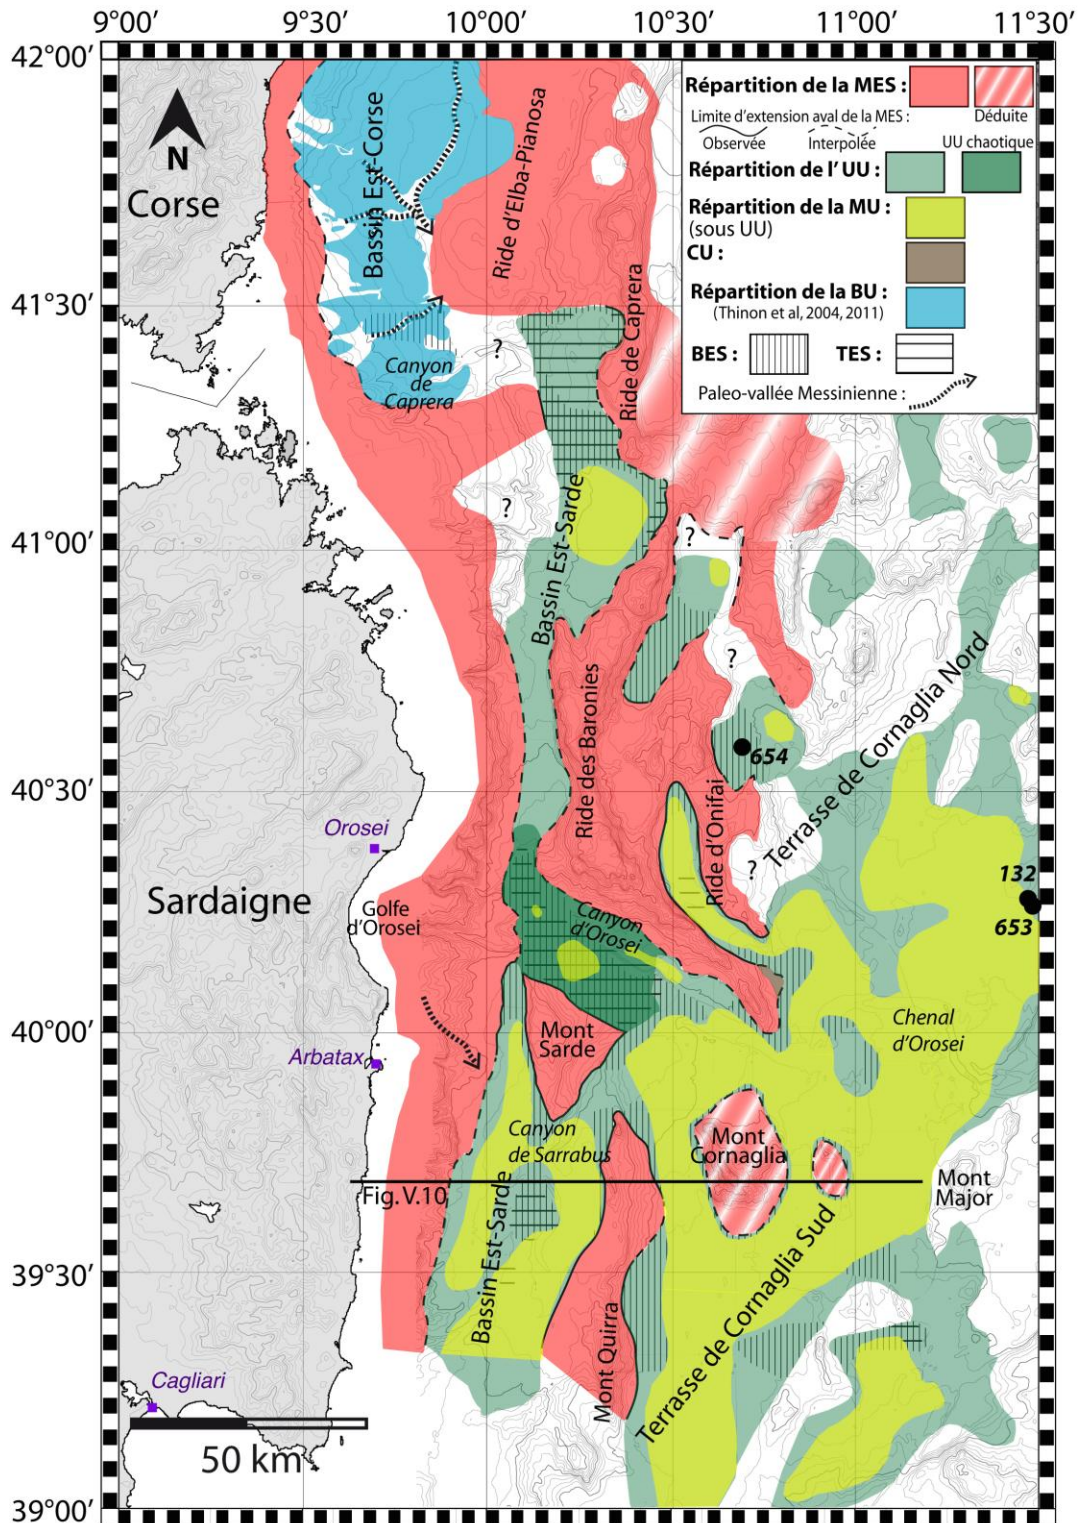 9°00’ 9°30’ 10°00’ 10°30’ 11°00’ 11°30’
42°00’
41°30’
41°00’
40°30’
40°00’
39°30’
39°00’
N
Corse
Bassin Est-Corse
Ride d’Elba-Pianosa
Répartition de la MES :
Limite d’extension aval de la MES :
Déduite
Observée Interpolée
UU chaotique
Répartition de l’ UU :
Répartition de la MU :
(sous UU)
CU :
Répartition de la BU :
(Thinon et al, 2004, 2011)
BES : TES :
Paleo-vallée Messinienne :
Canyon
de
Caprera
?
Ride de Caprera
?
?
Bassin Est-Sarde
?
Ride des Baronies
654
Terrasse de Cornaglia Nord
Ride d’Onifai
?
Orosei
Sardaigne
Golfe
d’Orosei
Canyon
d’Orosei
132
653
Chenal
d’Orosei
Mont
Sarde
Arbatax
Canyon
de Sarrabus
Mont
Cornaglia
Mont
Major
Fig. V.10
Bassin Est-Sarde
Mont Quirra
Terrasse de Cornaglia Sud
Cagliari
50 km